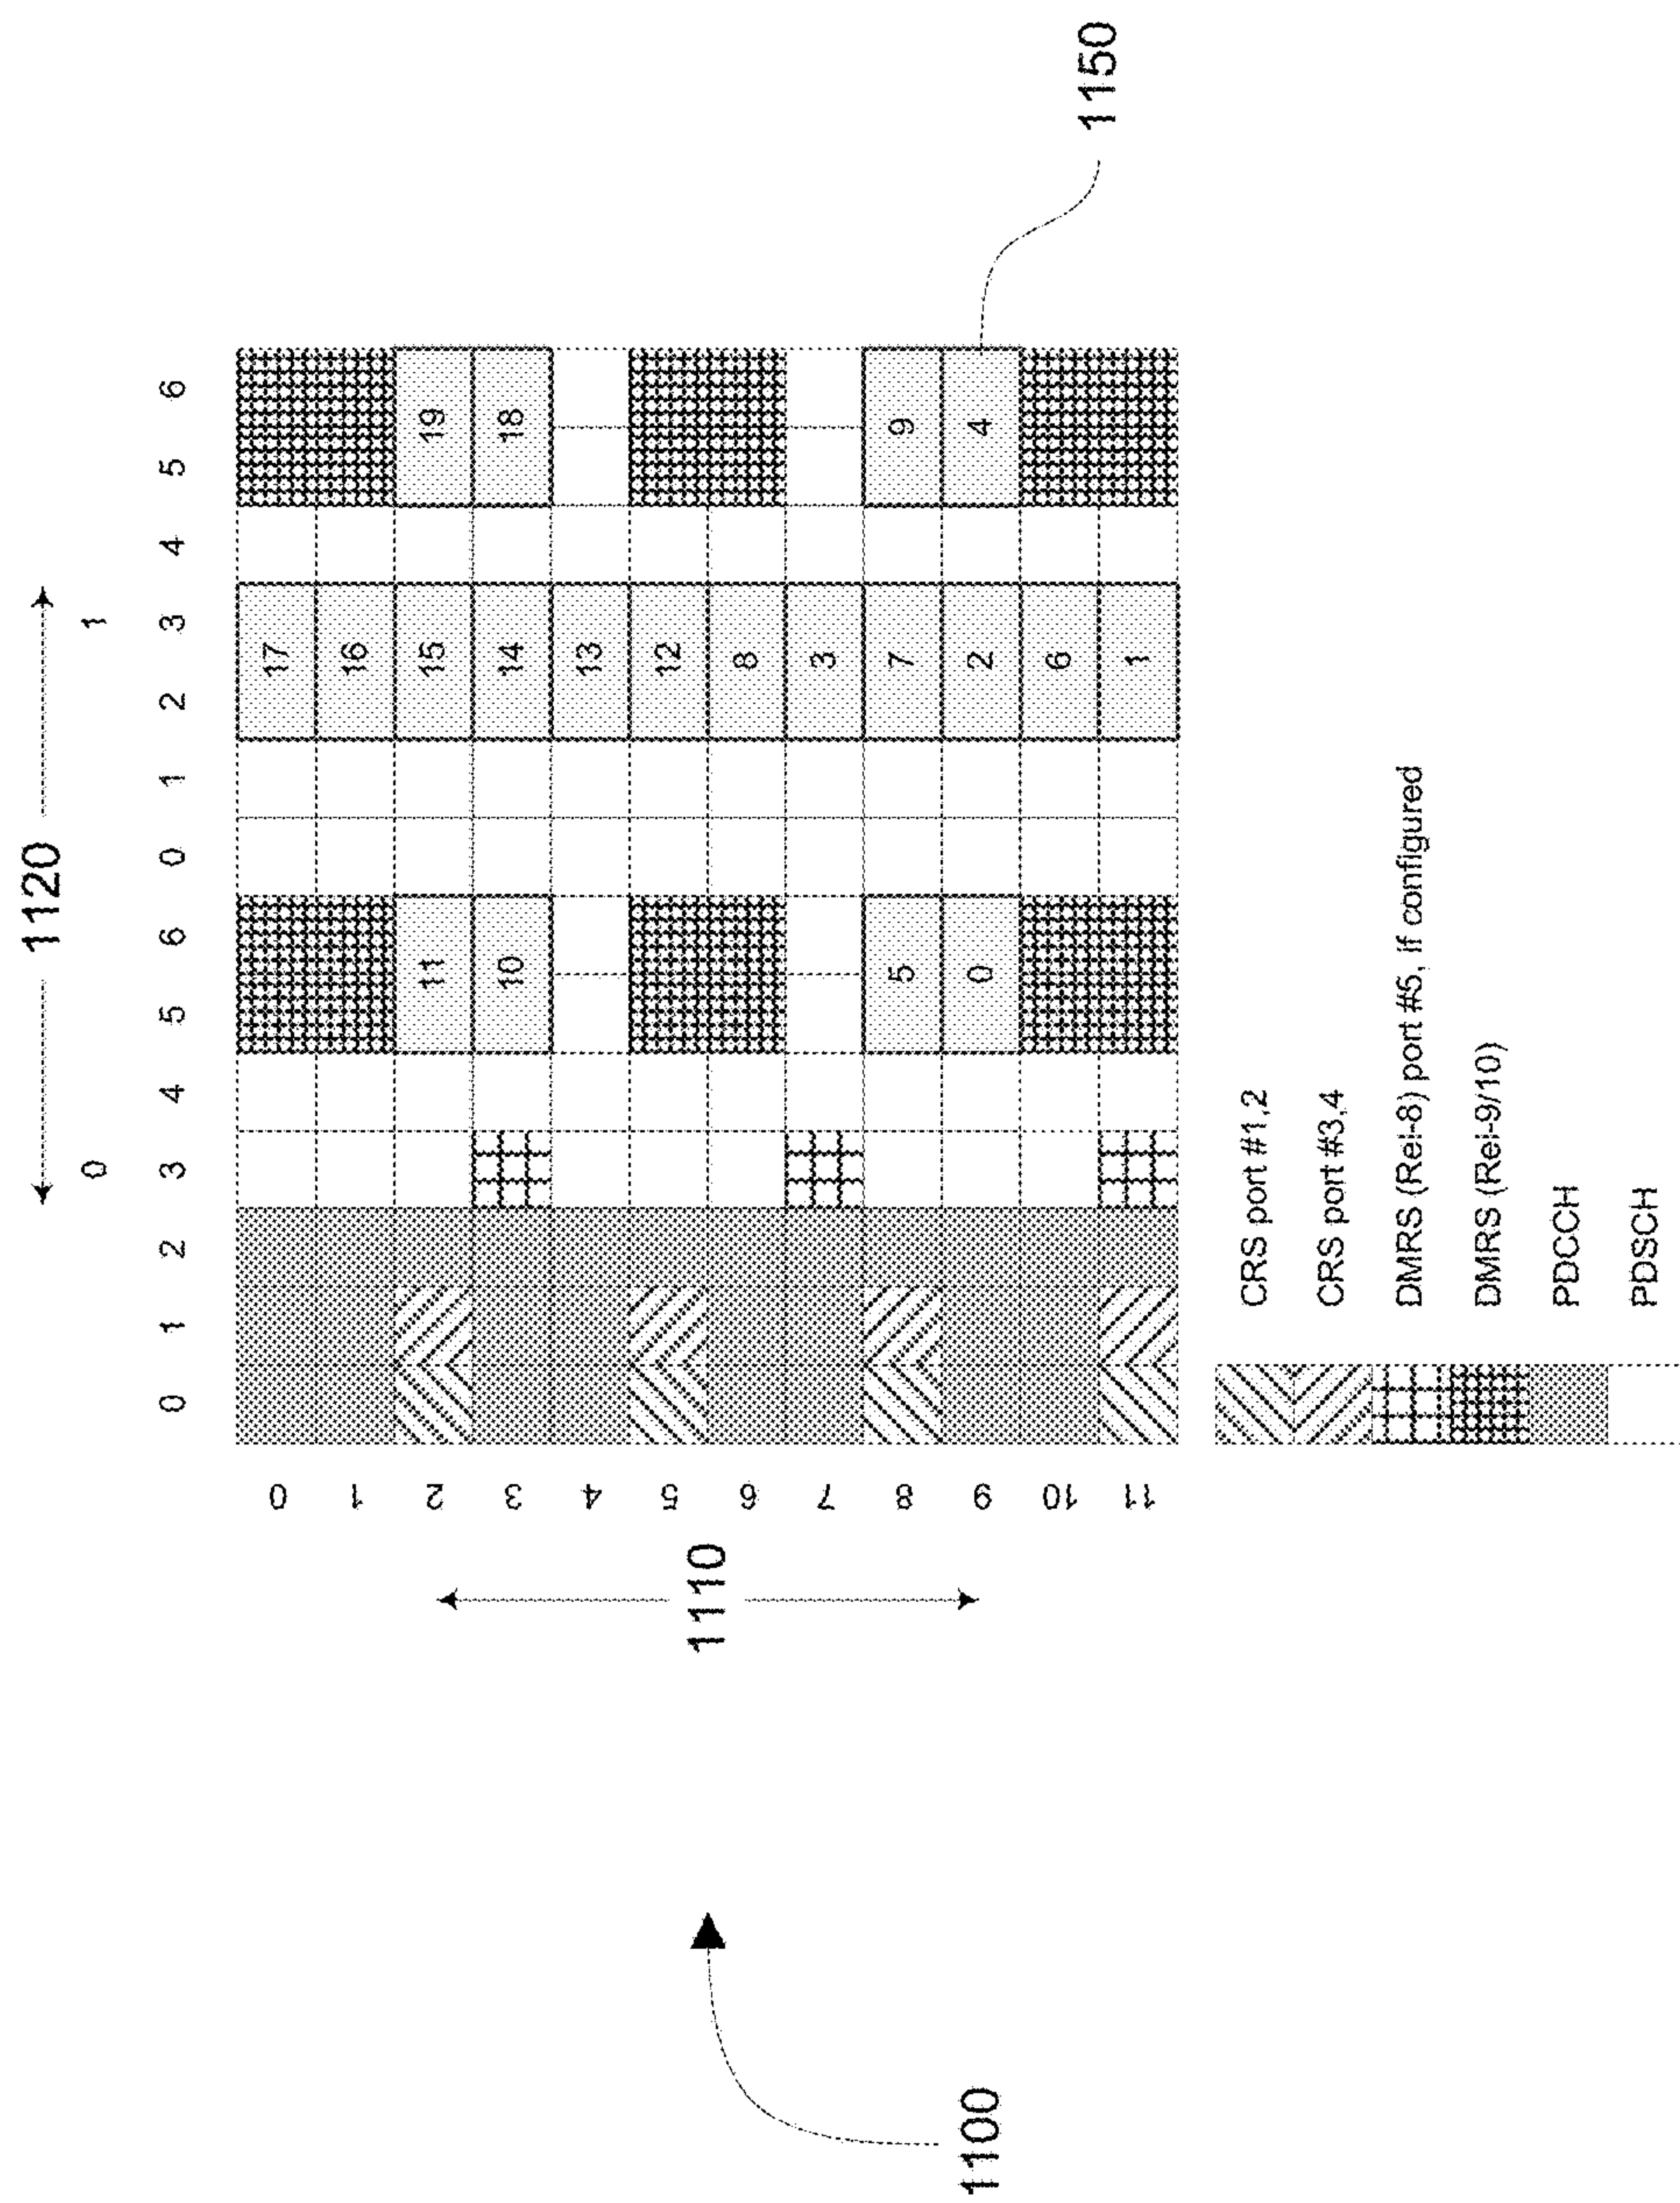 1120
0 1
0 1 2 3 4 5 6 0 1 2 3 4 5 6
0 17
1 16
2 11 15 19
3 10 14 18
4 13
5 12
1110
6 8
7 3
8 5 7 9
9 0 2 4
1100
10 6
1150
11 1
CRS port #1,2
CRS port #3,4
DMRS (Rel-8) port #5, if configured
DMRS (Rel-9/10)
PDCCH
PDSCH